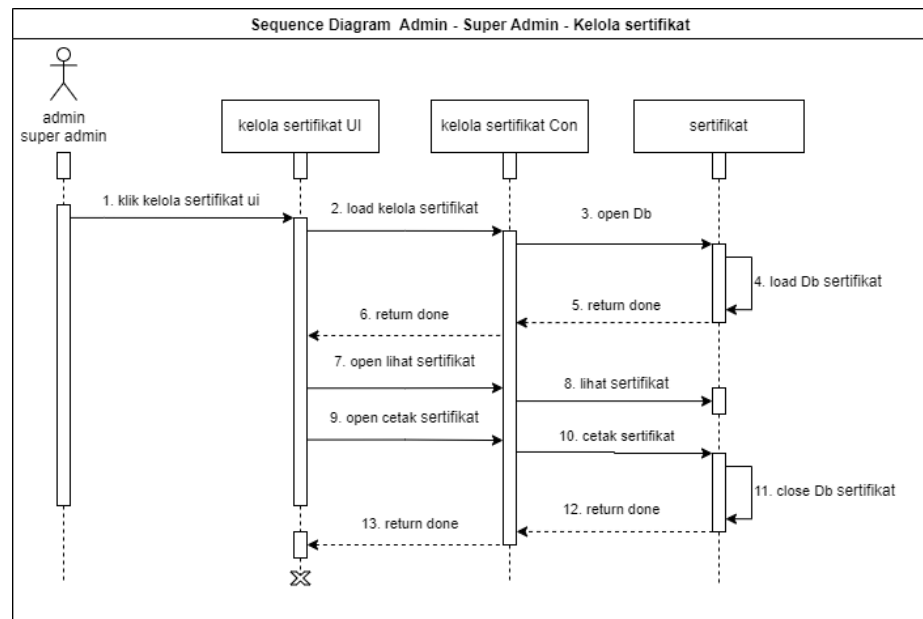 Sequence Diagram Admin - Super Admin - Kelola sertifikat
admin
super admin
kelola sertifikat UI
kelola sertifikat Con
sertifikat
1. klik kelola sertifikat ui
2. load kelola sertifikat
3. open Db
4. load Db sertifikat
5. return done
6. return done
7. open lihat sertifikat
8. lihat sertifikat
9. open cetak sertifikat
10. cetak sertifikat
11. close Db sertifikat
12. return done
13. return done